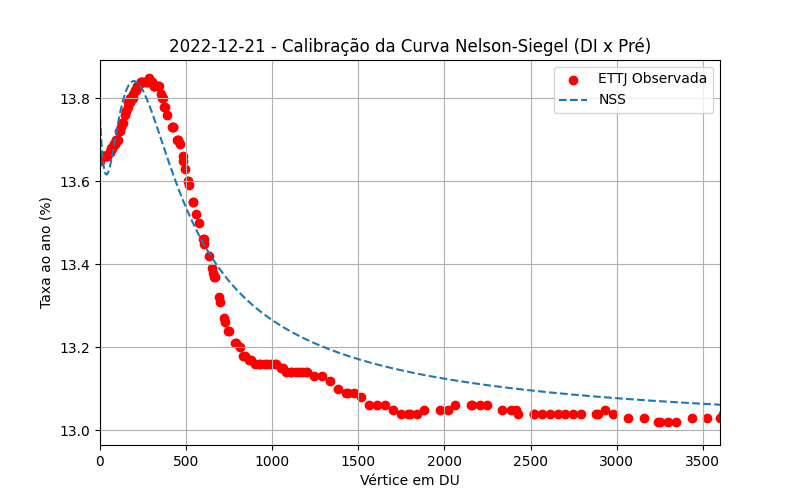 2022-12-21 - Calibração da Curva Nelson-Siegel (DI x Pré)
ETTJ Observada
NSS
Taxa ao ano (%)
13.8
13.6
13.4
13.2
13.0
0 500 1000 1500 2000 2500 3000 3500
Vértice em DU